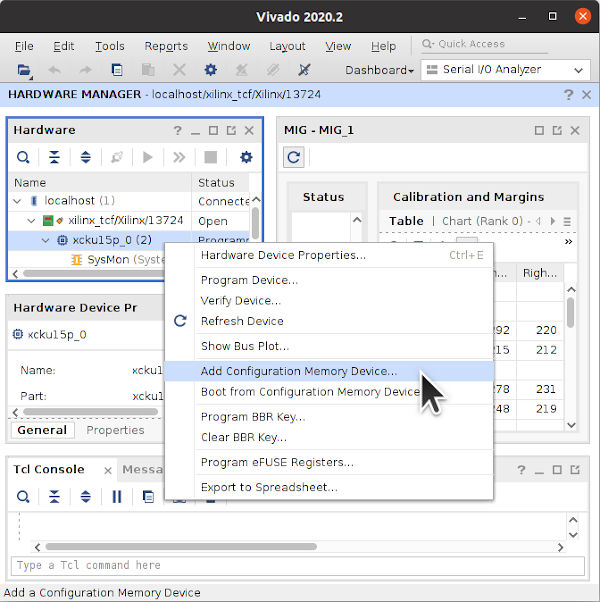 Vivado 2020.2
File Edit Tools Reports Window Layout View Help Quick Access
Dashboard Serial I/O Analyzer
HARDWARE MANAGER - localhost/xilinx_tcf/Xilinx/13724
Hardware
Name Status
localhost (1) Connecte
xilinx_tcf/Xilinx/13724 Open
xcku15p_0 (2) Programm
SysMon (Syste
MIG - MIG_1
Status
Calibration and Margins
Table Chart (Rank 0)
Righ...
292 220
215 212
278 231
248 219
Hardware Device Properties... Ctrl+E
Program Device...
Verify Device...
Refresh Device
Show Bus Plot...
Add Configuration Memory Device...
Boot from Configuration Memory Device
Program BBR Key...
Clear BBR Key...
Program eFUSE Registers...
Export to Spreadsheet...
Hardware Device Pr
xcku15p_0
Name: xcku
Part: xcku
General Properties
Tcl Console Messa
Type a Tcl command here
Add a Configuration Memory Device